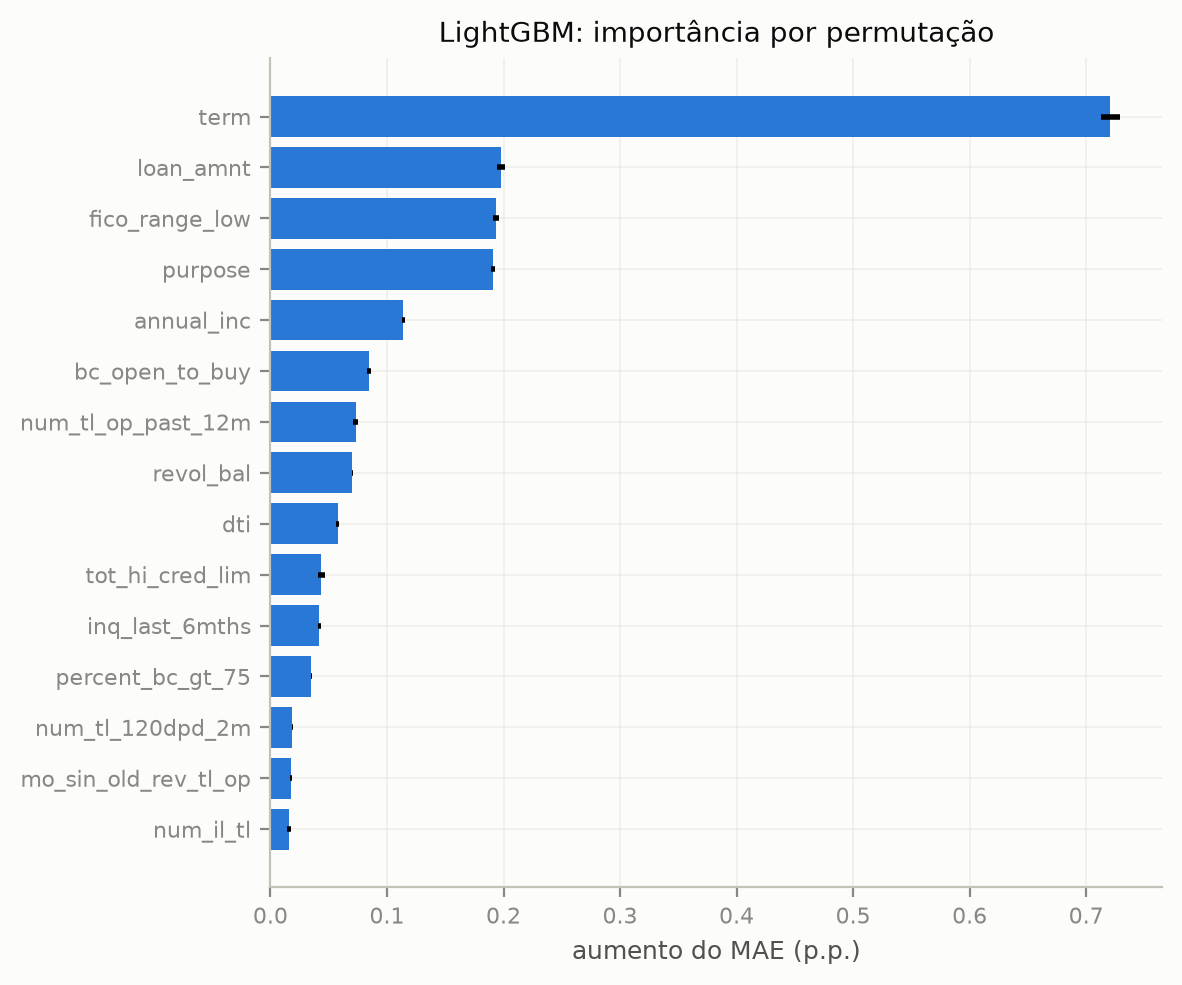 LightGBM: importância por permutação
term
loan_amnt
fico_range_low
purpose
annual_inc
bc_open_to_buy
num_tl_op_past_12m
revol_bal
dti
tot_hi_cred_lim
inq_last_6mths
percent_bc_gt_75
num_tl_120dpd_2m
mo_sin_old_rev_tl_op
num_il_tl
0.0 0.1 0.2 0.3 0.4 0.5 0.6 0.7
aumento do MAE (p.p.)